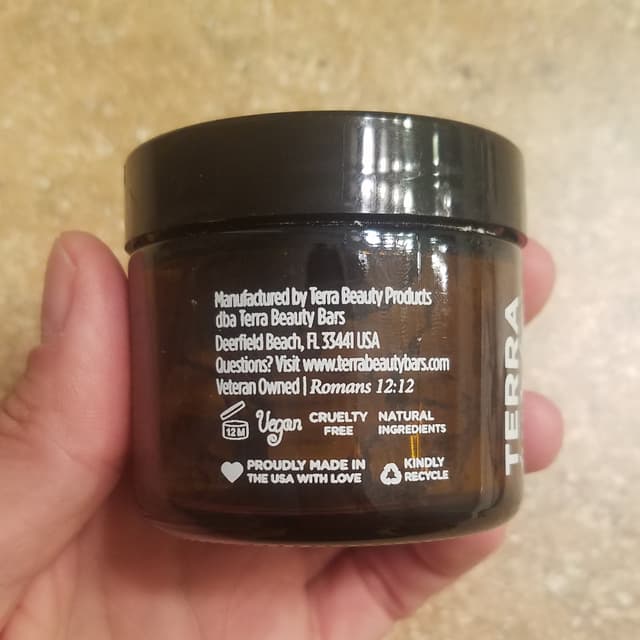 Manufactured by Terra Beauty Products
dba Terra Beauty Bars
Deerfield Beach, FL 33441 USA
Questions? Visit www.terrabeautybars.com
Veteran Owned | Romans 12:12
12 M
Vegan
CRUELTY
FREE
NATURAL
INGREDIENTS
PROUDLY MADE IN
THE USA WITH LOVE
KINDLY
RECYCLE
TERRA